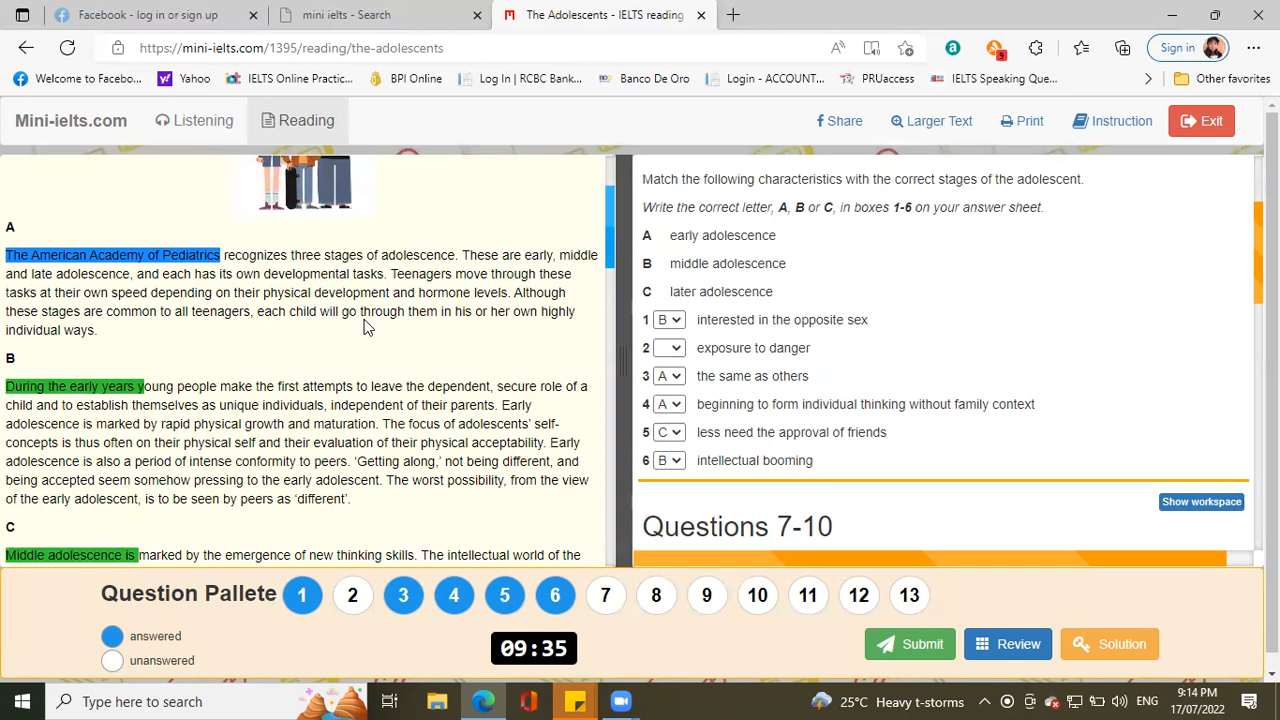 Facebook - log in or sign up
mini ielts - Search
The Adolescents - IELTS reading
https://mini-ielts.com/1395/reading/the-adolescents
Sign in
9
Welcome to Facebo...
Yahoo
IELTS Online Practic...
BPI Online
Log In | RCBC Bank...
Banco De Oro
Login - ACCOUNT...
PRUaccess
IELTS Speaking Que...
Other favorites
Mini-ielts.com
Listening
Reading
Share
Larger Text
Print
Instruction
Exit
A
The American Academy of Pediatrics recognizes three stages of adolescence. These are early, middle
and late adolescence, and each has its own developmental tasks. Teenagers move through these
tasks at their own speed depending on their physical development and hormone levels. Although
these stages are common to all teenagers, each child will go through them in his or her own highly
individual ways.
B
During the early years young people make the first attempts to leave the dependent, secure role of a
child and to establish themselves as unique individuals, independent of their parents. Early
adolescence is marked by rapid physical growth and maturation. The focus of adolescents' self-
concepts is thus often on their physical self and their evaluation of their physical acceptability. Early
adolescence is also a period of intense conformity to peers. 'Getting along,' not being different, and
being accepted seem somehow pressing to the early adolescent. The worst possibility, from the view
of the early adolescent, is to be seen by peers as 'different'.
C
Middle adolescence is marked by the emergence of new thinking skills. The intellectual world of the
Match the following characteristics with the correct stages of the adolescent.
Write the correct letter, A, B or C, in boxes 1-6 on your answer sheet.
A early adolescence
B middle adolescence
C later adolescence
1 B interested in the opposite sex
2 exposure to danger
3 A the same as others
4 A beginning to form individual thinking without family context
5 C less need the approval of friends
6 B intellectual booming
Show workspace
Questions 7-10
Question Pallete 1 2 3 4 5 6 7 8 9 10 11 12 13
answered
unanswered
09:35
Submit
Review
Solution
Type here to search
25°C Heavy t-storms
ENG
9:14 PM
17/07/2022